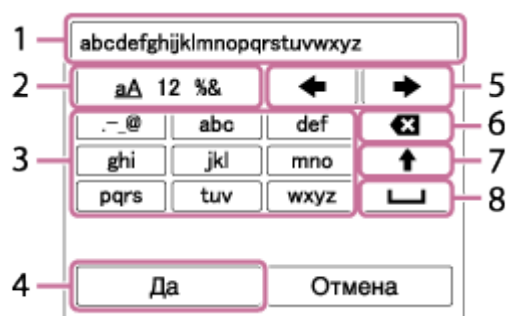 1 abcdefghijklmnopqrstuvwxyz
2 aA 12 %& 5
.-_@ abc def 6
3 ghi jkl mno 7
pqrs tuv wxyz 8
4 Да Отмена